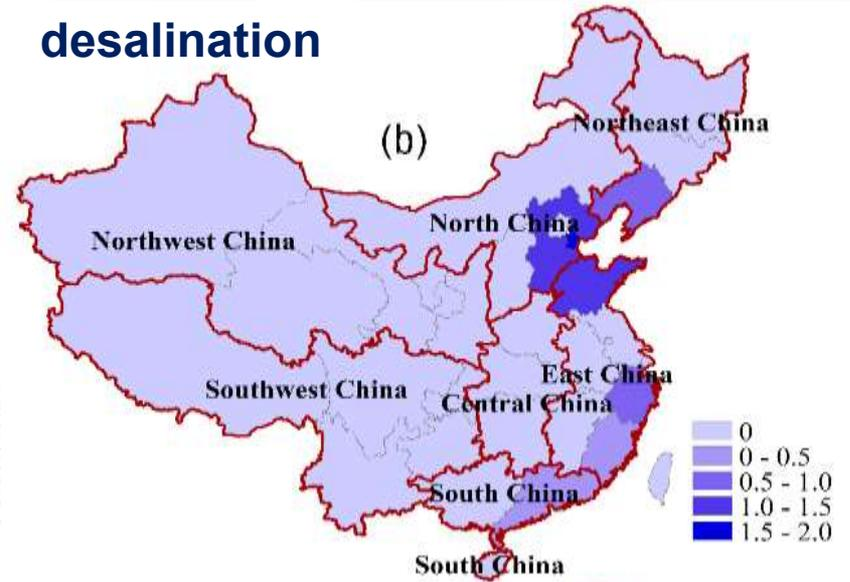 desalination
(b)
Northeast China
North China
Northwest China
East China
Southwest China
Central China
South China
South China
0
0 - 0.5
0.5 - 1.0
1.0 - 1.5
1.5 - 2.0